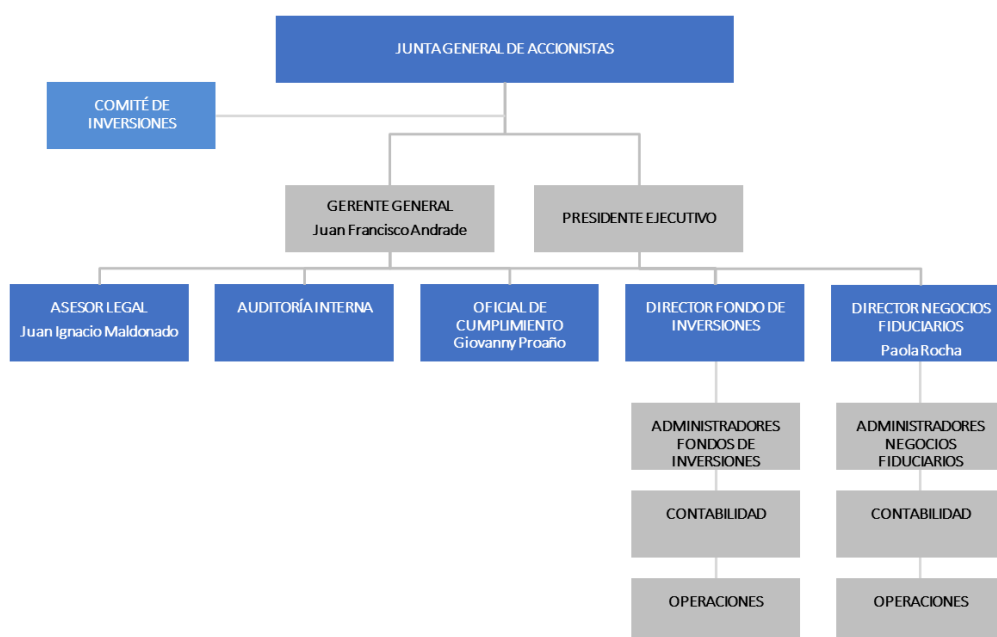 JUNTA GENERAL DE ACCIONISTAS
COMITÉ DE
INVERSIONES
GERENTE GENERAL
Juan Francisco Andrade
PRESIDENTE EJECUTIVO
ASESOR LEGAL
Juan Ignacio Maldonado
AUDITORÍA INTERNA
OFICIAL DE
CUMPLIMIENTO
Giovanny Proaño
DIRECTOR FONDO DE
INVERSIONES
DIRECTOR NEGOCIOS
FIDUCIARIOS
Paola Rocha
ADMINISTRADORES
FONDOS DE
INVERSIONES
ADMINISTRADORES
NEGOCIOS
FIDUCIARIOS
CONTABILIDAD
CONTABILIDAD
OPERACIONES
OPERACIONES